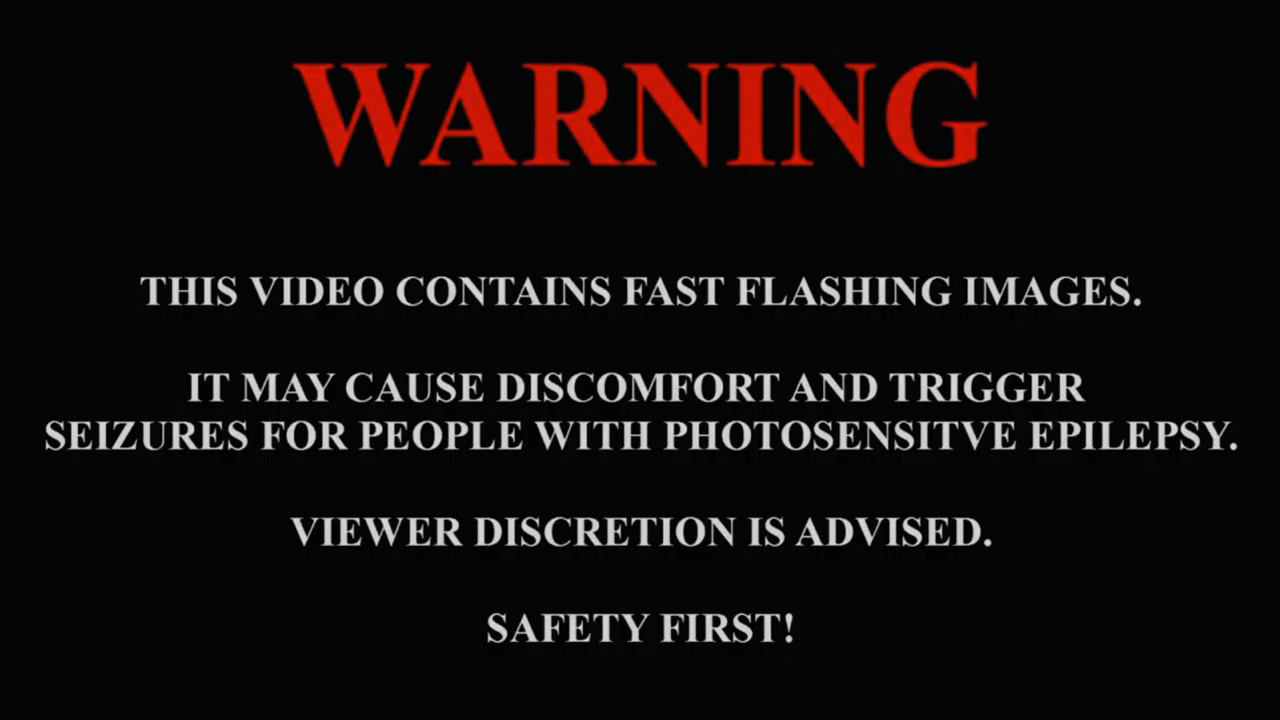 WARNING
THIS VIDEO CONTAINS FAST FLASHING IMAGES.
IT MAY CAUSE DISCOMFORT AND TRIGGER
SEIZURES FOR PEOPLE WITH PHOTOSENSITVE EPILEPSY.
VIEWER DISCRETION IS ADVISED.
SAFETY FIRST!